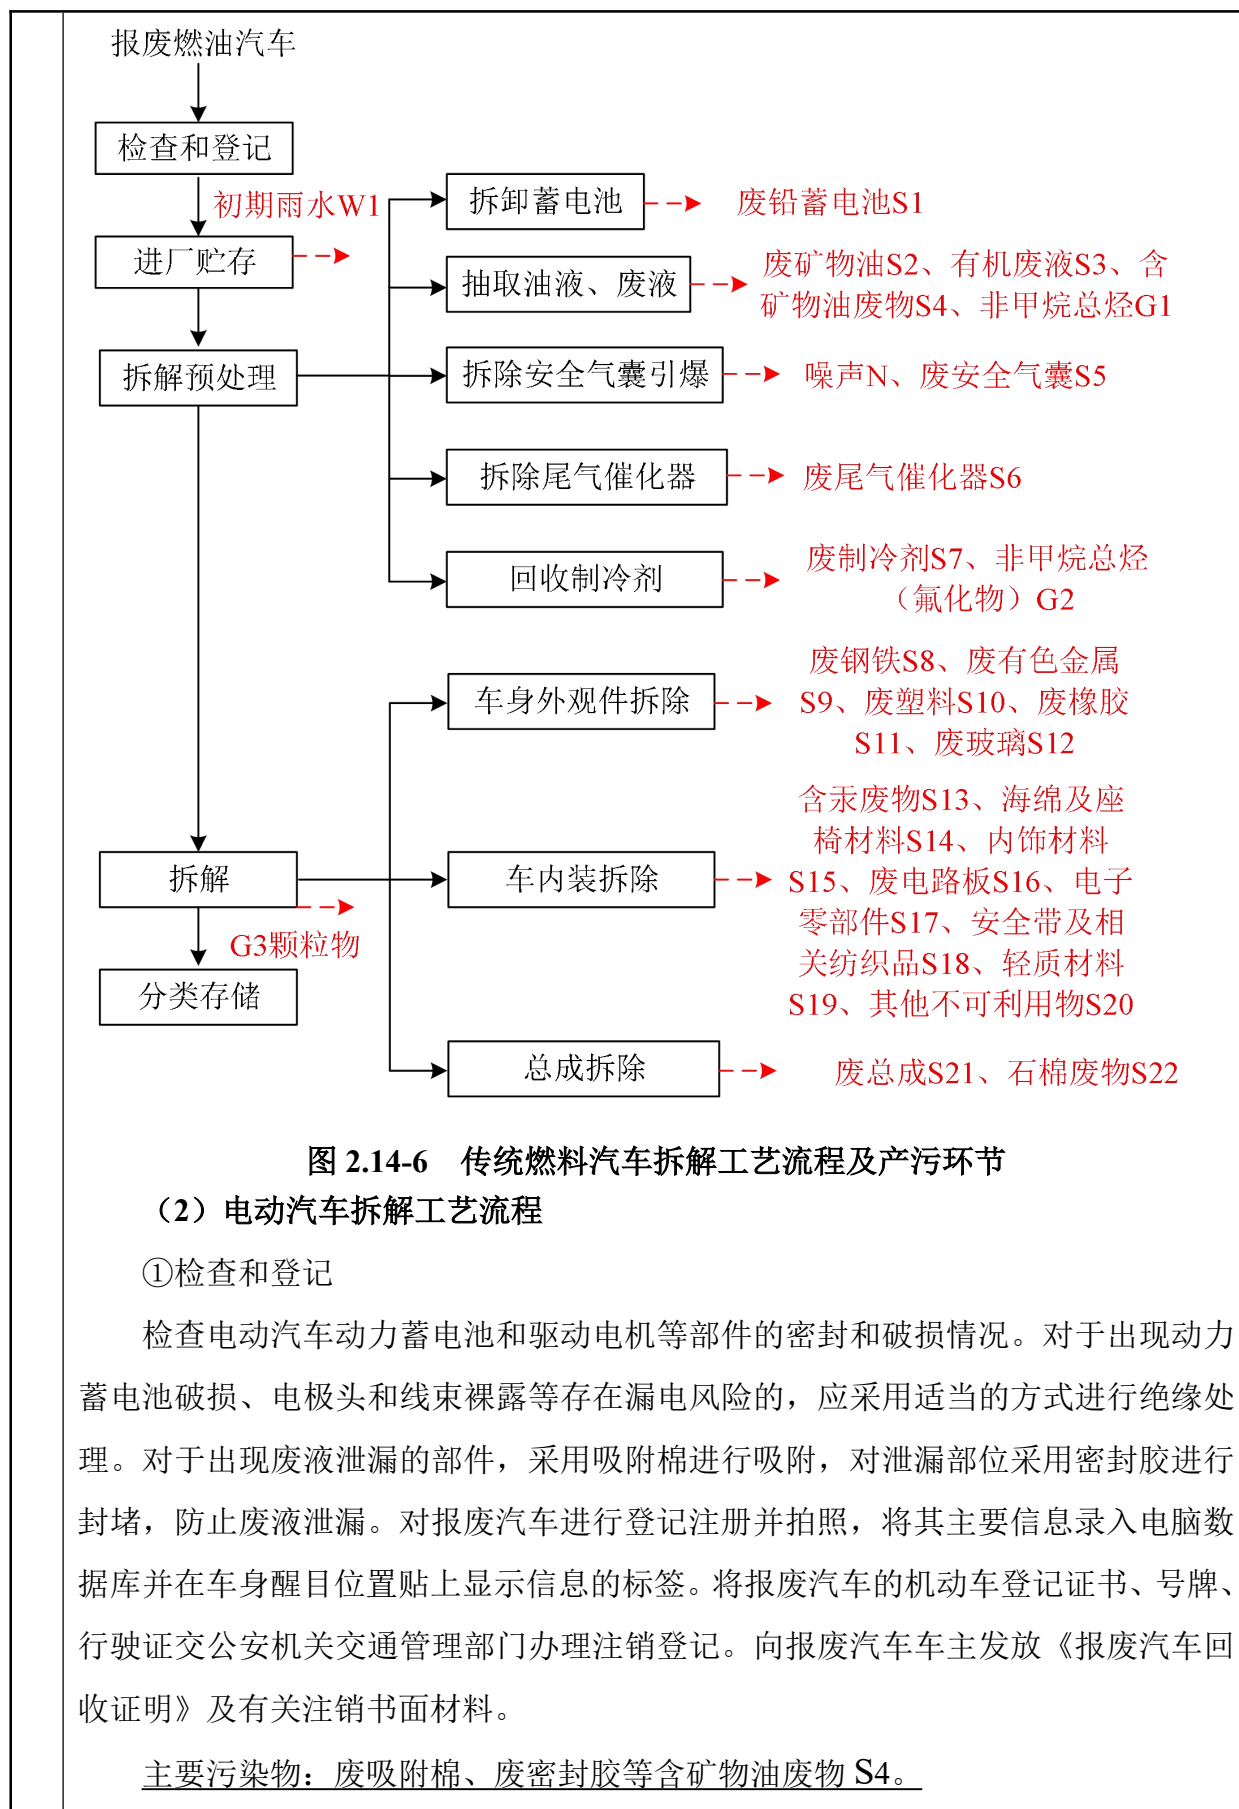 报废燃油汽车
检查和登记
初期雨水W1
进厂贮存
拆解预处理
拆卸蓄电池
废铅蓄电池S1
抽取油液、废液
废矿物油S2、有机废液S3、含
矿物油废物S4、非甲烷总烃G1
拆除安全气囊引爆
噪声N、废安全气囊S5
拆除尾气催化器
废尾气催化器S6
回收制冷剂
废制冷剂S7、非甲烷总烃
（氟化物）G2
车身外观件拆除
废钢铁S8、废有色金属
S9、废塑料S10、废橡胶
S11、废玻璃S12
拆解
G3颗粒物
分类存储
车内装拆除
含汞废物S13、海绵及座
椅材料S14、内饰材料
S15、废电路板S16、电子
零部件S17、安全带及相
关纺织品S18、轻质材料
S19、其他不可利用物S20
总成拆除
废总成S21、石棉废物S22
图 2.14-6 传统燃料汽车拆解工艺流程及产污环节
（2）电动汽车拆解工艺流程
①检查和登记
检查电动汽车动力蓄电池和驱动电机等部件的密封和破损情况。对于出现动力
蓄电池破损、电极头和线束裸露等存在漏电风险的，应采用适当的方式进行绝缘处
理。对于出现废液泄漏的部件，采用吸附棉进行吸附，对泄漏部位采用密封胶进行
封堵，防止废液泄漏。对报废汽车进行登记注册并拍照，将其主要信息录入电脑数
据库并在车身醒目位置贴上显示信息的标签。将报废汽车的机动车登记证书、号牌、
行驶证交公安机关交通管理部门办理注销登记。向报废汽车车主发放《报废汽车回
收证明》及有关注销书面材料。
主要污染物：废吸附棉、废密封胶等含矿物油废物 S4。